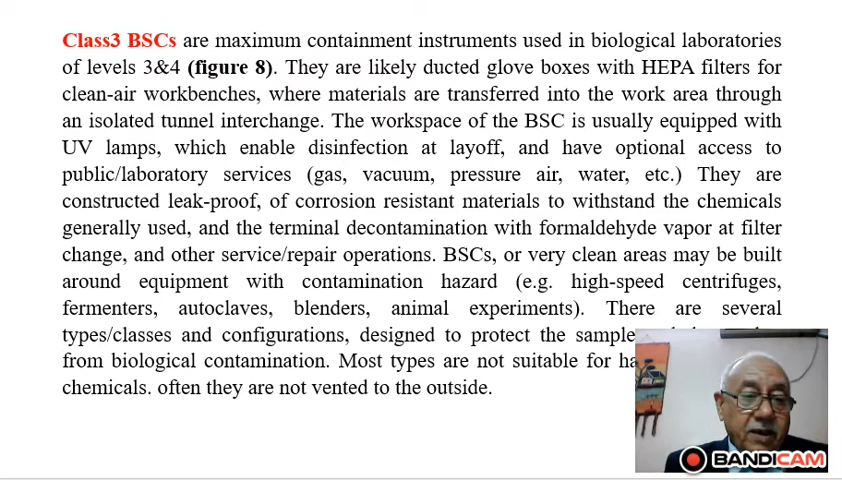 Class3 BSCs are maximum containment instruments used in biological laboratories
of levels 3&4 (figure 8). They are likely ducted glove boxes with HEPA filters for
clean-air workbenches, where materials are transferred into the work area through
an isolated tunnel interchange. The workspace of the BSC is usually equipped with
UV lamps, which enable disinfection at layoff, and have optional access to
public/laboratory services (gas, vacuum, pressure air, water, etc.) They are
constructed leak-proof, of corrosion resistant materials to withstand the chemicals
generally used, and the terminal decontamination with formaldehyde vapor at filter
change, and other service/repair operations. BSCs, or very clean areas may be built
around equipment with contamination hazard (e.g. high-speed centrifuges,
fermenters, autoclaves, blenders, animal experiments). There are several
types/classes and configurations, designed to protect the sample
from biological contamination. Most types are not suitable for
chemicals. often they are not vented to the outside.
BANDICAM